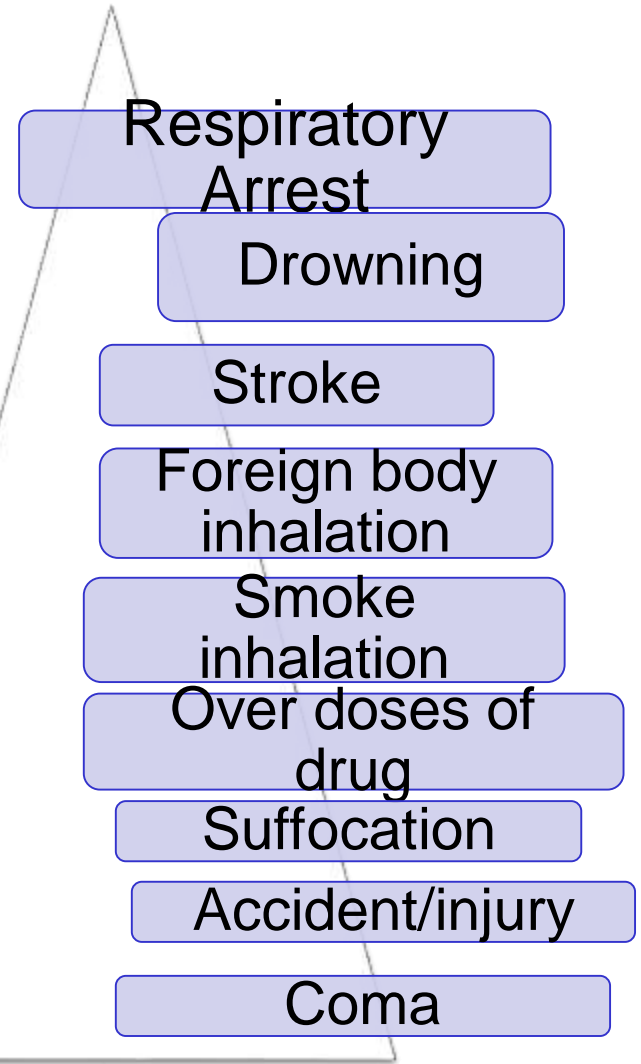 Respiratory
Arrest
Drowning
Stroke
Foreign body
inhalation
Smoke
inhalation
Over doses of
drug
Suffocation
Accident/injury
Coma